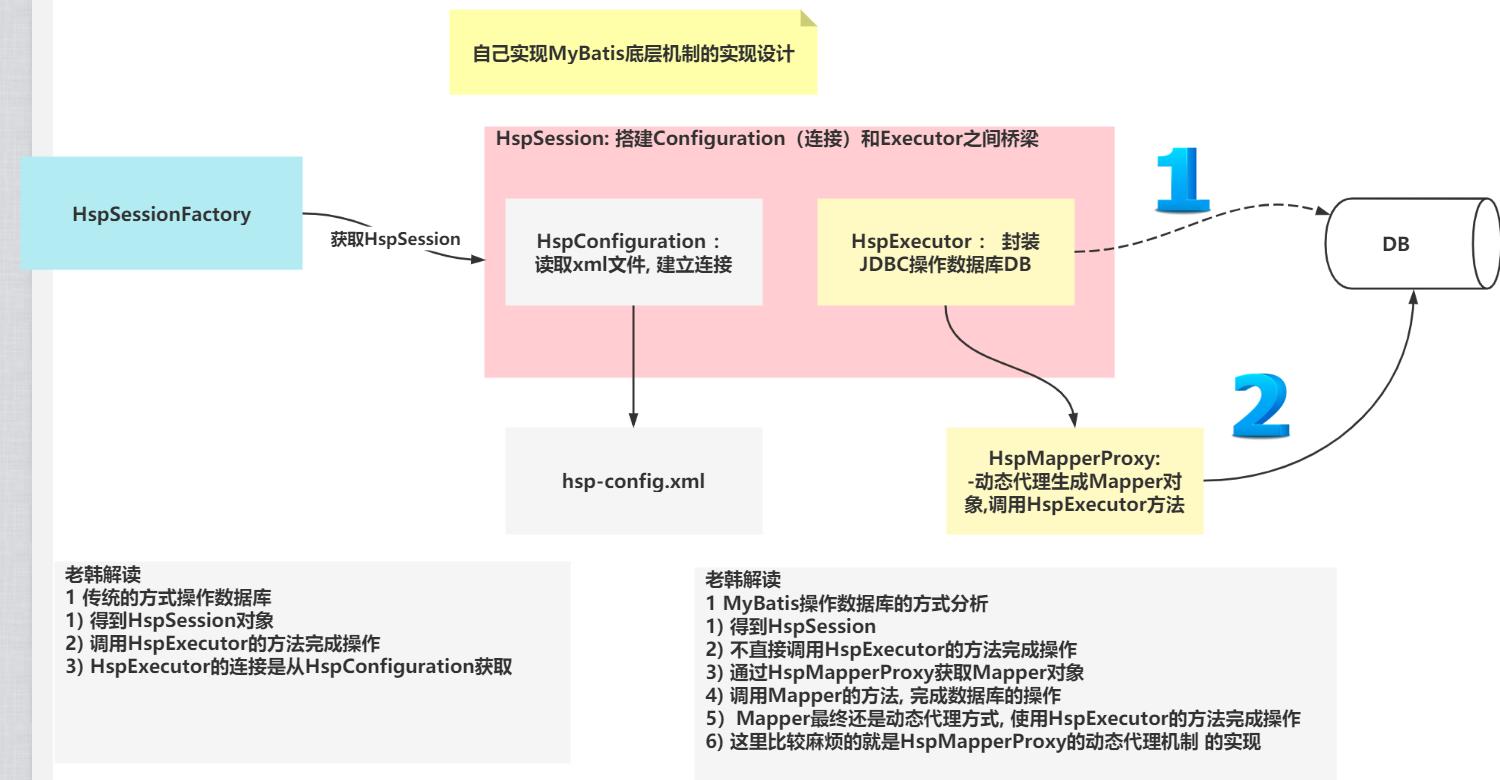 自己实现MyBatis底层机制的实现设计
HspSession: 搭建Configuration（连接）和Executor之间桥梁
HspSessionFactory
获取HspSession
HspConfiguration：
读取xml文件, 建立连接
HspExecutor： 封装
JDBC操作数据库DB
1
DB
2
hsp-config.xml
HspMapperProxy:
-动态代理生成Mapper对
象,调用HspExecutor方法
老韩解读
1 传统的方式操作数据库
1) 得到HspSession对象
2) 调用HspExecutor的方法完成操作
3) HspExecutor的连接是从HspConfiguration获取
老韩解读
1 MyBatis操作数据库的方式分析
1) 得到HspSession
2) 不直接调用HspExecutor的方法完成操作
3) 通过HspMapperProxy获取Mapper对象
4) 调用Mapper的方法, 完成数据库的操作
5）Mapper最终还是动态代理方式, 使用HspExecutor的方法完成操作
6) 这里比较麻烦的就是HspMapperProxy的动态代理机制 的实现